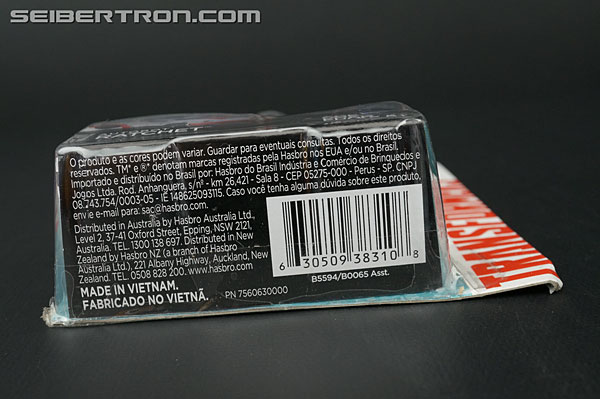 SEIBERTRON.COM
RATCHET
O produto e as cores podem variar. Guardar para eventuais consultas. Todos os direitos
reservados. TM* e ®* denotam marcas registradas pela Hasbro nos EUA e/ou no Brasil.
Importado e distribuído no Brasil por: Hasbro do Brasil Indústria e Comércio de Brinquedos e
Jogos Ltda. Rod. Anhanguera, s/nº - km 26,421 - Sala 8 - CEP 05275-000 - Perus - SP. CNPJ
08.243.754/0003-05 - IE 148625093115. Caso você tenha alguma dúvida sobre este produto,
envie e-mail para: sac@hasbro.com.
Distributed in Australia by Hasbro Australia Ltd.,
Level 2, 37-41 Oxford Street, Epping, NSW 2121,
Australia. TEL. 1300 138 697. Distributed in New
Zealand by Hasbro NZ (a branch of Hasbro
Australia Ltd.), 221 Albany Highway, Auckland, New
Zealand. TEL. 0508 828 200. www.hasbro.com.
MADE IN VIETNAM.
FABRICADO NO VIETNÃ.
PN 7560630000
6 30509 38310 8
B5594/B0065 Asst.
TRANSFORMERS